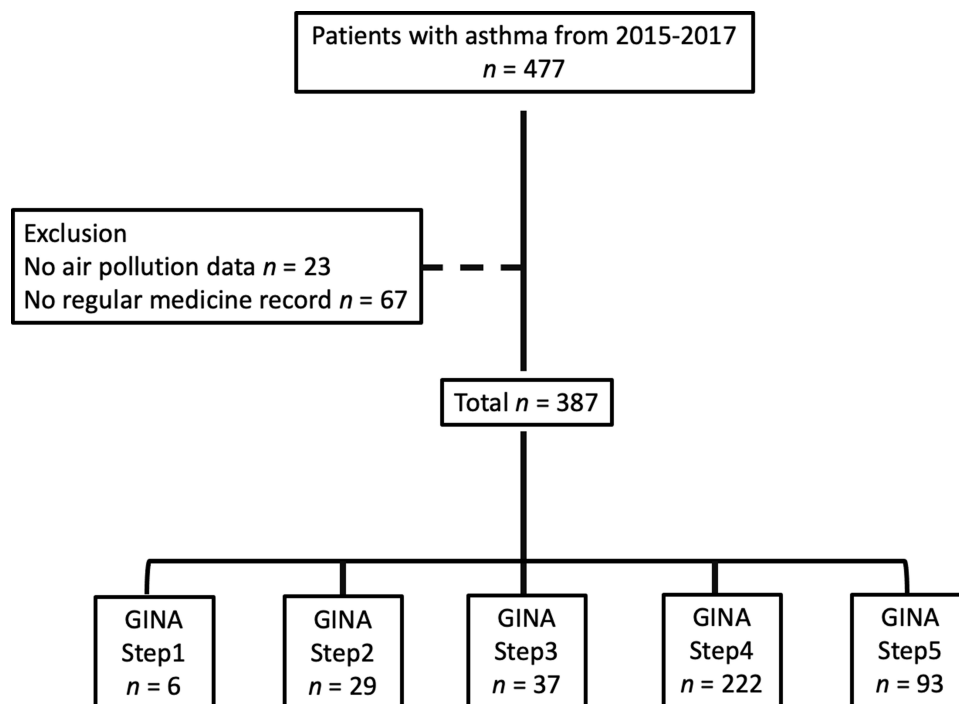 Patients with asthma from 2015-2017
n = 477
Exclusion
No air pollution data n = 23
No regular medicine record n = 67
Total n = 387
GINA
Step1
n = 6
GINA
Step2
n = 29
GINA
Step3
n = 37
GINA
Step4
n = 222
GINA
Step5
n = 93